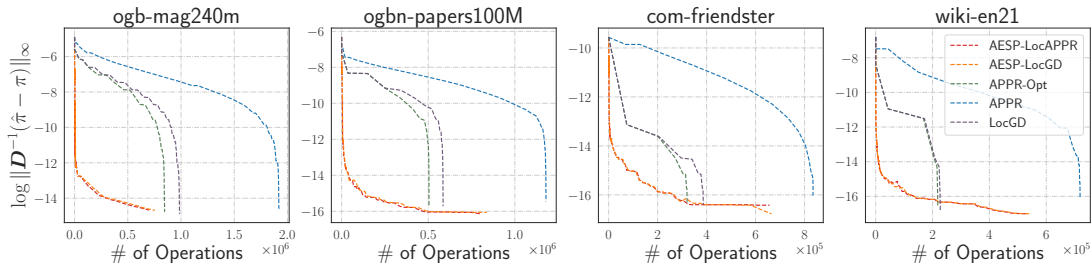 ogb-mag240m
ogbn-papers100M
com-friendster
wiki-en21
log ||D⁻¹(π̂ − π)||∞
−6
−8
−10
−12
−14
0.0
0.5
1.0
1.5
2.0
×10⁶
# of Operations
−8
−10
−12
−14
−16
0.0
0.5
1.0
×10⁶
# of Operations
−10
−12
−14
−16
0
2
4
6
8
×10⁵
# of Operations
−8
−10
−12
−14
−16
0
2
4
6
×10⁵
# of Operations
AESP-LocAPPR
AESP-LocGD
APPR-Opt
APPR
LocGD